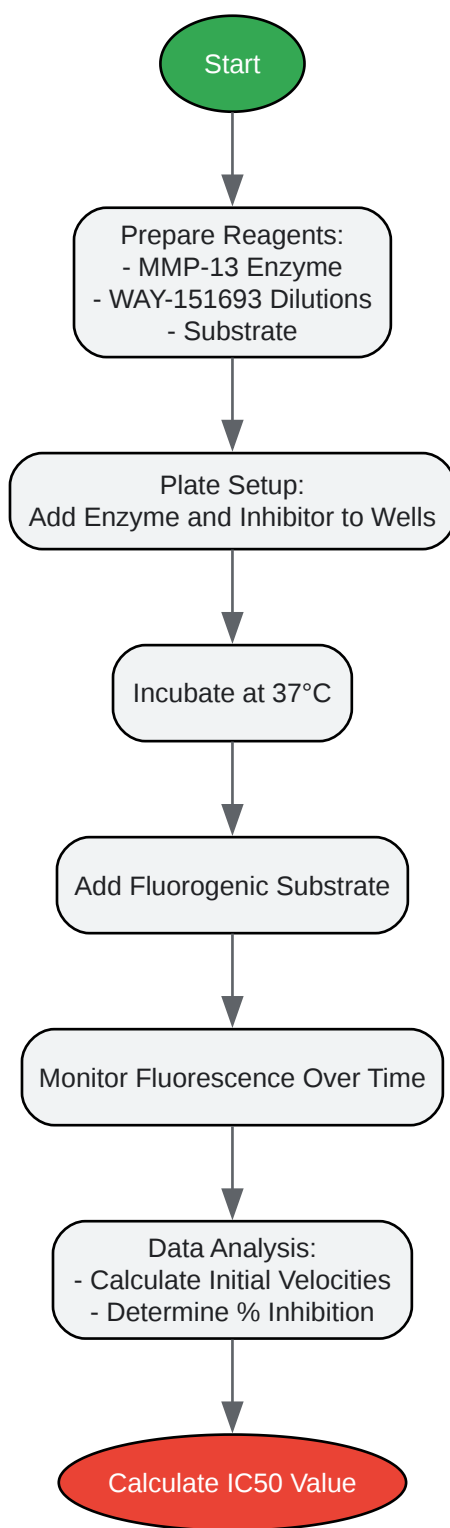 Start
Prepare Reagents:
- MMP-13 Enzyme
- WAY-151693 Dilutions
- Substrate
Plate Setup:
Add Enzyme and Inhibitor to Wells
Incubate at 37°C
Add Fluorogenic Substrate
Monitor Fluorescence Over Time
Data Analysis:
- Calculate Initial Velocities
- Determine % Inhibition
Calculate IC50 Value